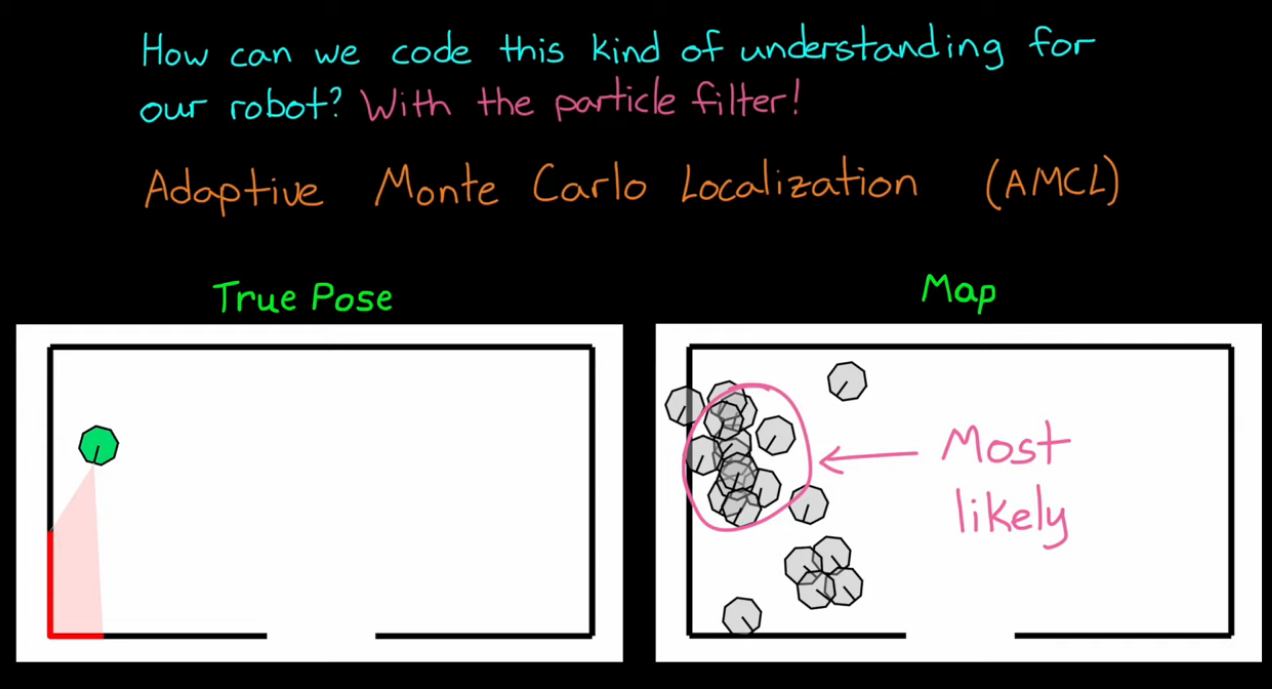 How can we code this kind of understanding for
our robot? With the particle filter!
Adaptive Monte Carlo Localization (AMCL)
True Pose
Map
Most
likely